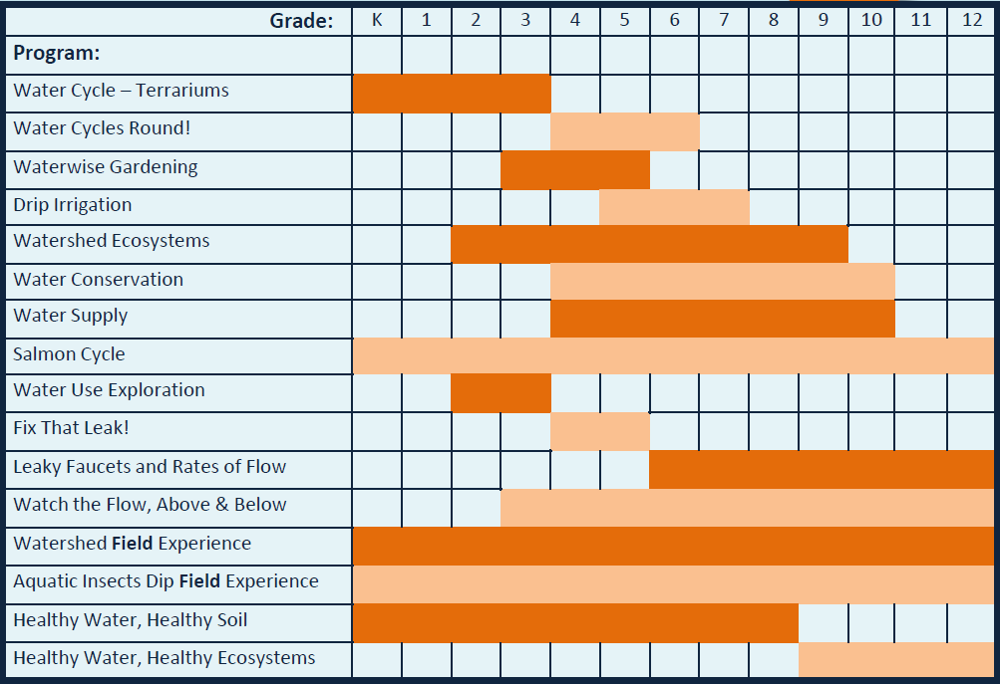 Grade: K 1 2 3 4 5 6 7 8 9 10 11 12
Program:
Water Cycle – Terrariums
Water Cycles Round!
Waterwise Gardening
Drip Irrigation
Watershed Ecosystems
Water Conservation
Water Supply
Salmon Cycle
Water Use Exploration
Fix That Leak!
Leaky Faucets and Rates of Flow
Watch the Flow, Above & Below
Watershed Field Experience
Aquatic Insects Dip Field Experience
Healthy Water, Healthy Soil
Healthy Water, Healthy Ecosystems